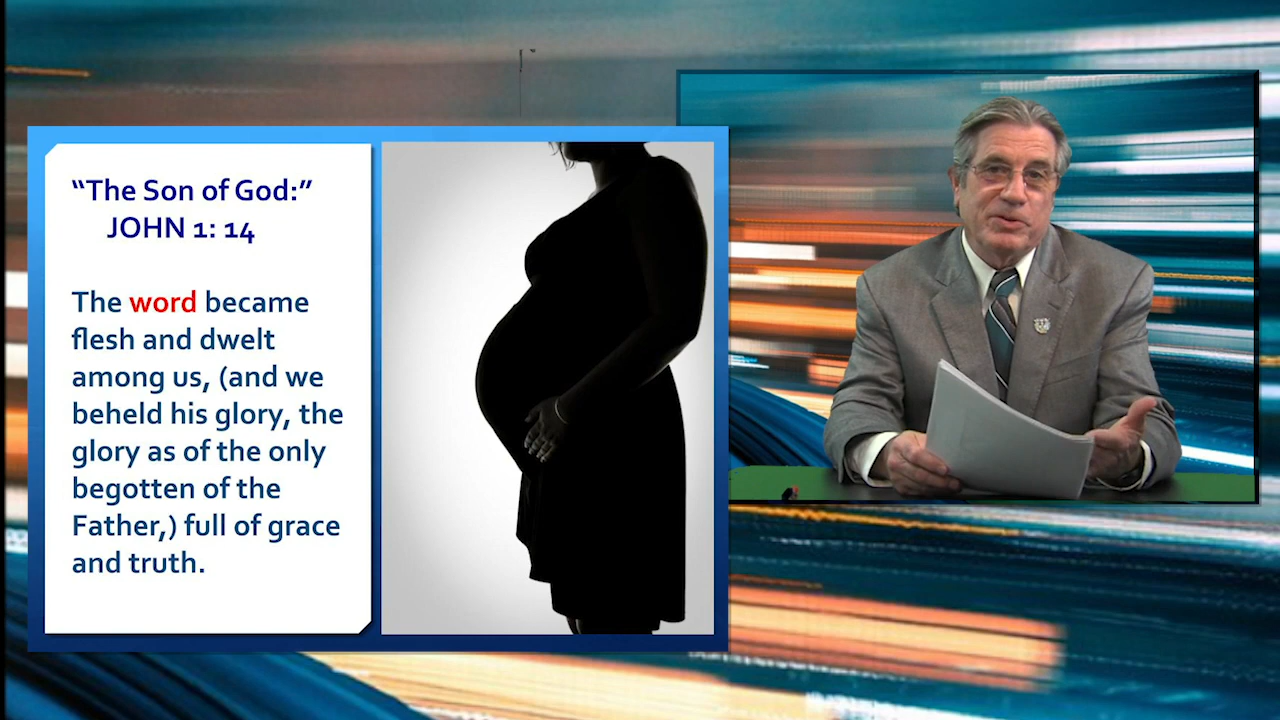 “The Son of God:”
JOHN 1: 14
The word became
flesh and dwelt
among us, (and we
beheld his glory, the
glory as of the only
begotten of the
Father,) full of grace
and truth.